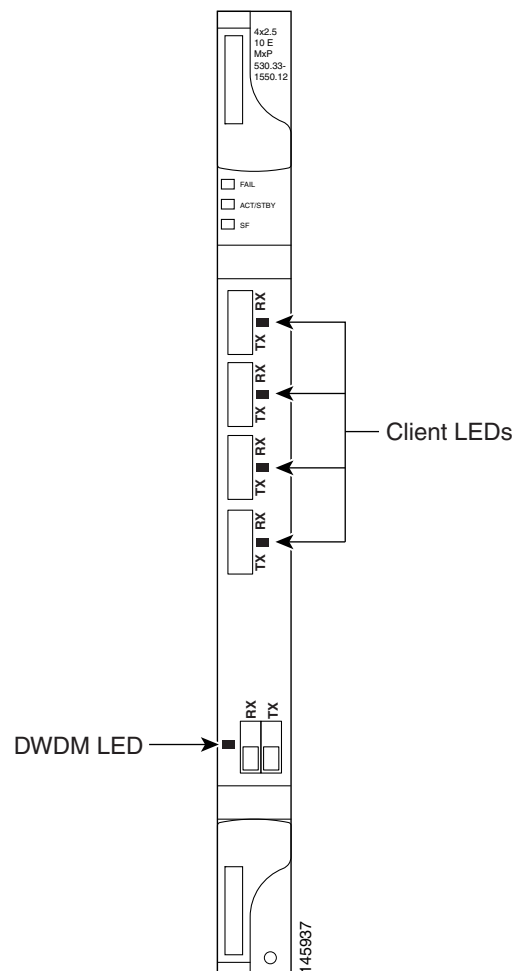 4x2.5
10 E
MxP
530.33-
1550.12
FAIL
ACT/STBY
SF
RX
TX
RX
TX
RX
TX
RX
TX
Client LEDs
RX
TX
DWDM LED
145937